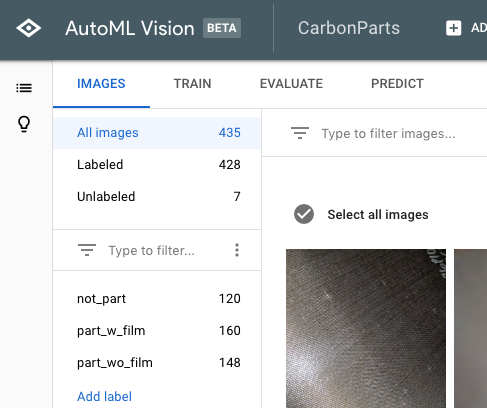 AutoML Vision BETA CarbonParts AD
IMAGES TRAIN EVALUATE PREDICT
All images 435
Type to filter images...
Labeled 428
Unlabeled 7
Select all images
Type to filter...
not_part 120
part_w_film 160
part_wo_film 148
Add label